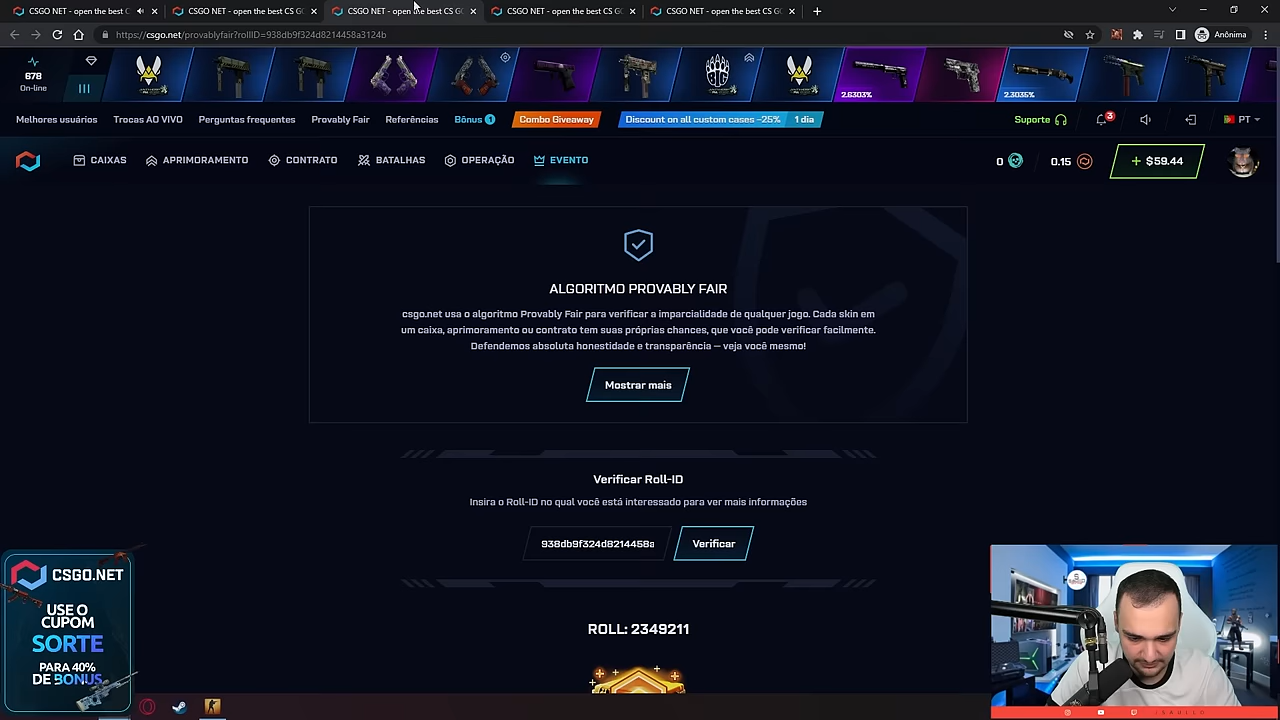 CSGO NET - open the best C
CSGO NET - open the best CS G
CSGO NET - open the best CS G
CSGO NET - open the best CS G
CSGO NET - open the best CS G
https://csgo.net/provablyfair?rollID=938db9f324d8214458a3124b
Anônima
678
On-line
2.6303%
2.3035%
Melhores usuários
Trocas AO VIVO
Perguntas frequentes
Provably Fair
Referências
Bônus 1
Combo Giveaway
Discount on all custom cases –25% 1 dia
Suporte
3
PT
CAIXAS
APRIMORAMENTO
CONTRATO
BATALHAS
OPERAÇÃO
EVENTO
0
0.15
+ $59.44
ALGORITMO PROVABLY FAIR
csgo.net usa o algoritmo Provably Fair para verificar a imparcialidade de qualquer jogo. Cada skin em
um caixa, aprimoramento ou contrato tem suas próprias chances, que você pode verificar facilmente.
Defendemos absoluta honestidade e transparência — veja você mesmo!
Mostrar mais
Verificar Roll-ID
Insira o Roll-ID no qual você está interessado para ver mais informações
938db9f324d8214458a
Verificar
ROLL: 2349211
CSGO.NET
USE O
CUPOM
SORTE
PARA 40%
DE BONUS